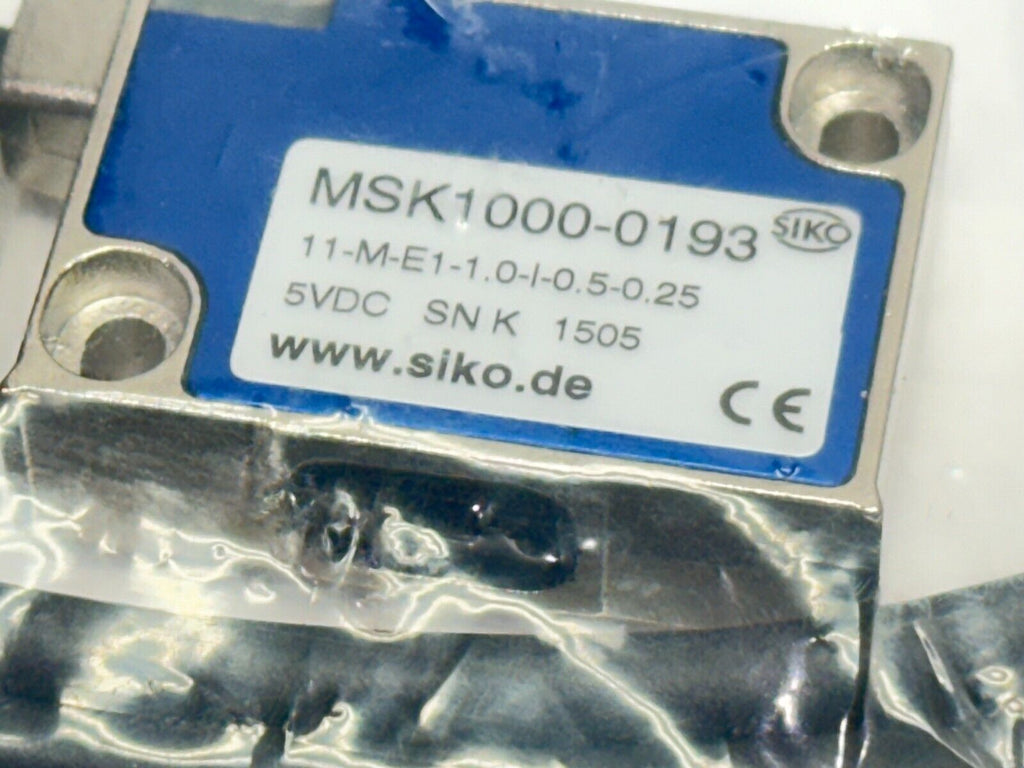 MSK1000-0193
SIKO
11-M-E1-1.0-I-0.5-0.25
5VDC SN K 1505
www.siko.de
CE